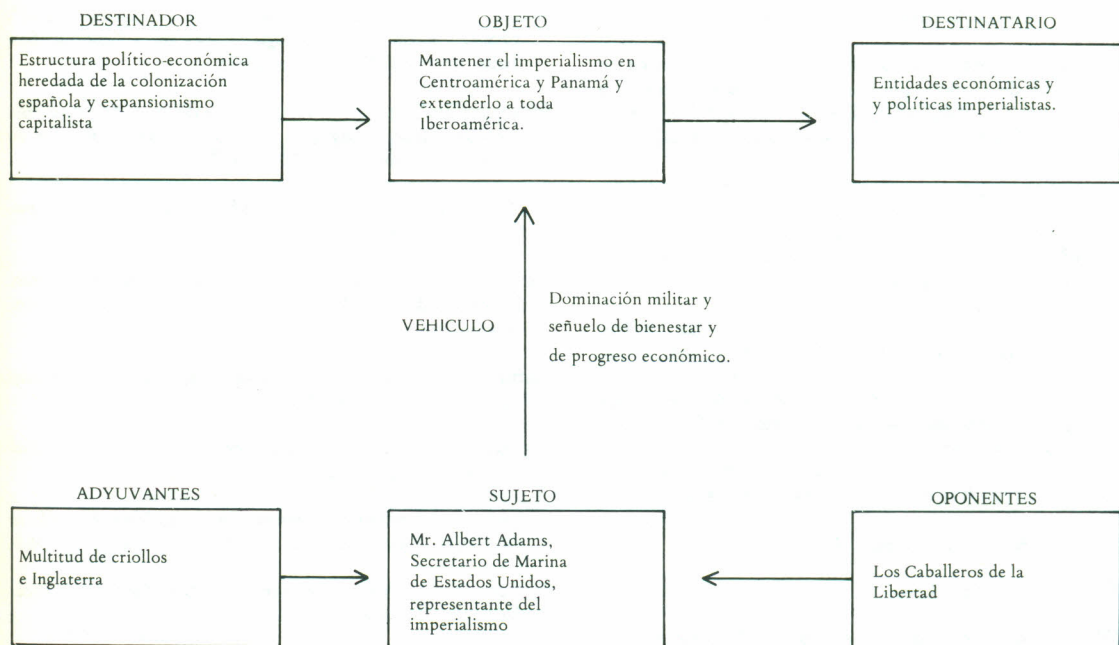 DESTINADOR
Estructura político-económica
heredada de la colonización
española y expansionismo
capitalista
OBJETO
Mantener el imperialismo en
Centroamérica y Panamá y
extenderlo a toda
Iberoamérica.
DESTINATARIO
Entidades económicas y
y políticas imperialistas.
VEHICULO
Dominación militar y
señuelo de bienestar y
de progreso económico.
ADYUVANTES
Multitud de criollos
e Inglaterra
SUJETO
Mr. Albert Adams,
Secretario de Marina
de Estados Unidos,
representante del
imperialismo
OPONENTES
Los Caballeros de la
Libertad